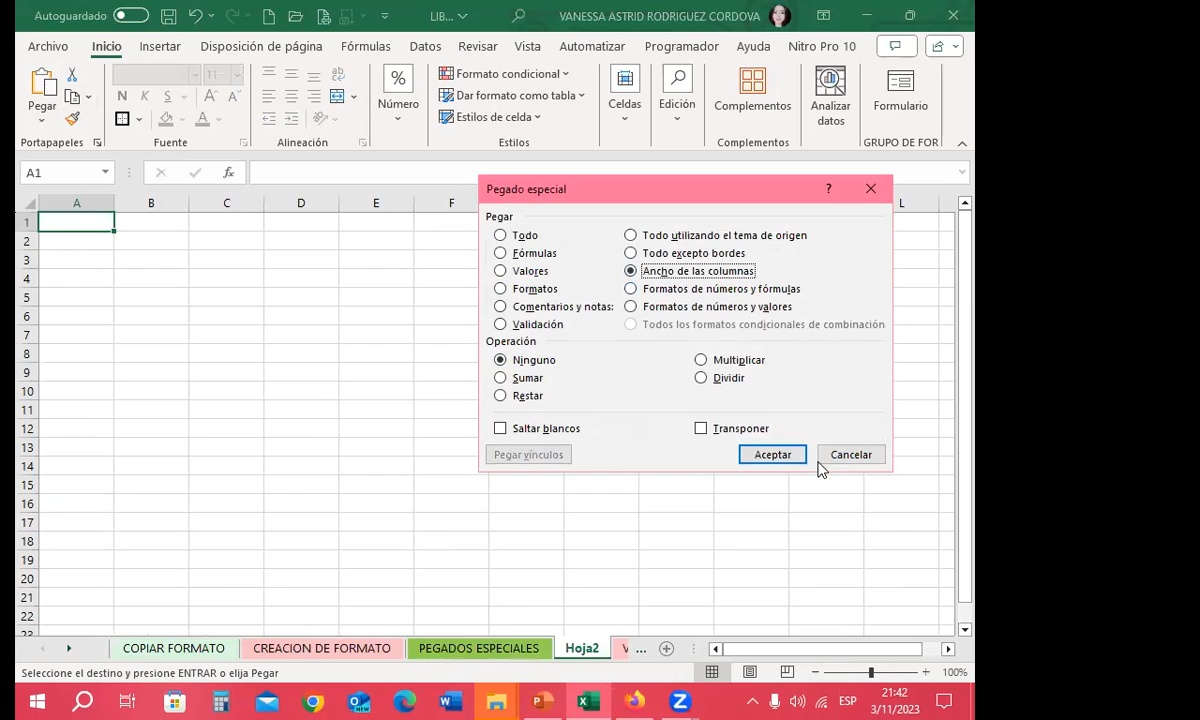 Autoguardado LIB... VANESSA ASTRID RODRIGUEZ CORDOVA
Archivo Inicio Insertar Disposición de página Fórmulas Datos Revisar Vista Automatizar Programador Ayuda Nitro Pro 10
Pegar
Portapapeles
11
N K S A A
A
Fuente
ab
Alineación
%
Número
Formato condicional
Dar formato como tabla
Estilos de celda
Estilos
Celdas
Edición
Complementos
Complementos
Analizar
datos
Formulario
GRUPO DE FOR
A1 fx
A B C D E F L
1
2
3
4
5
6
7
8
9
10
11
12
13
14
15
16
17
18
19
20
21
22
23
Pegado especial ?
Pegar
Todo Todo utilizando el tema de origen
Fórmulas Todo excepto bordes
Valores Ancho de las columnas
Formatos Formatos de números y fórmulas
Comentarios y notas: Formatos de números y valores
Validación Todos los formatos condicionales de combinación
Operación
Ninguno Multiplicar
Sumar Dividir
Restar
Saltar blancos Transponer
Pegar vínculos Aceptar Cancelar
COPIAR FORMATO CREACION DE FORMATO PEGADOS ESPECIALES Hoja2 V ...
Seleccione el destino y presione ENTRAR o elija Pegar 100%
ESP
21:42
3/11/2023